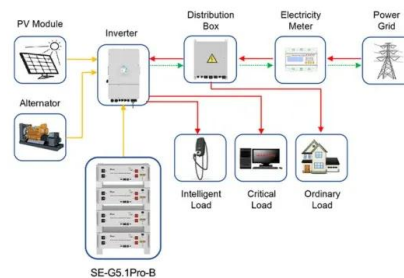 PV Module
Inverter
Distribution
Box
Electricity
Meter
Power
Grid
Alternator
Intelligent
Load
Critical
Load
Ordinary
Load
SE-G5.1Pro-B